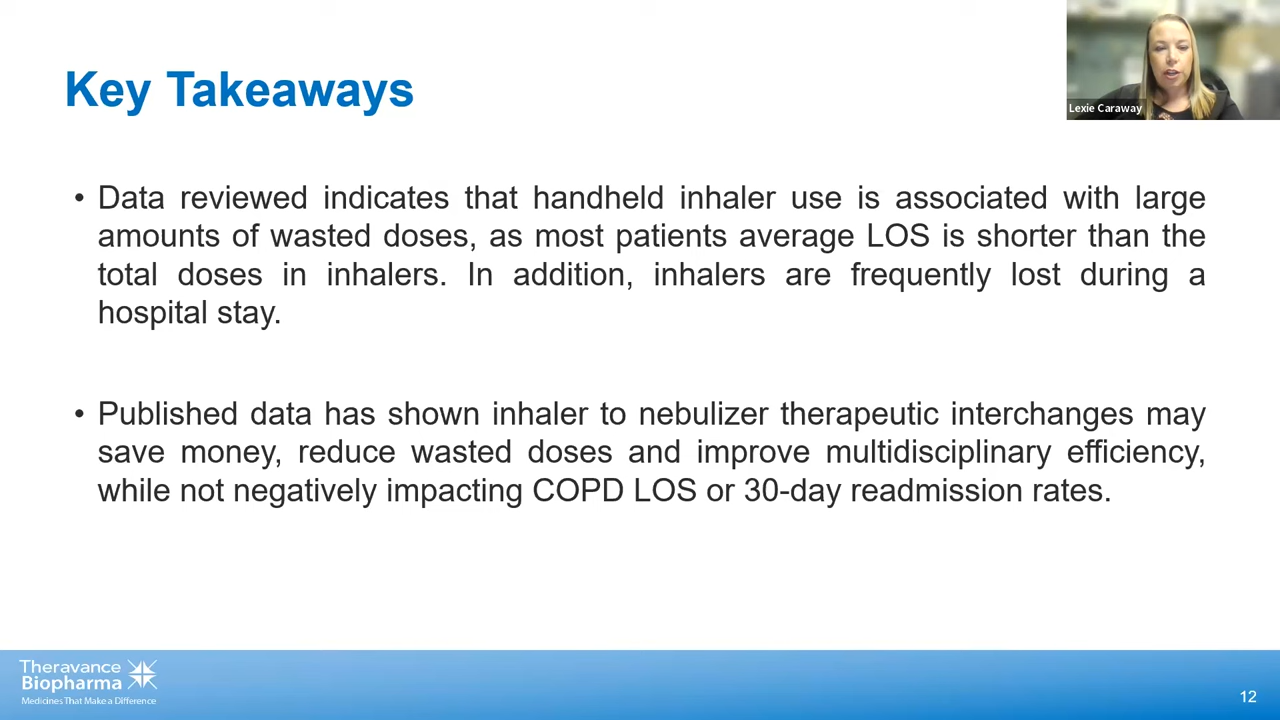 Key Takeaways
Lexie Caraway
• Data reviewed indicates that handheld inhaler use is associated with large
amounts of wasted doses, as most patients average LOS is shorter than the
total doses in inhalers. In addition, inhalers are frequently lost during a
hospital stay.
• Published data has shown inhaler to nebulizer therapeutic interchanges may
save money, reduce wasted doses and improve multidisciplinary efficiency,
while not negatively impacting COPD LOS or 30-day readmission rates.
Theravance
Biopharma
Medicines That Make a Difference
12